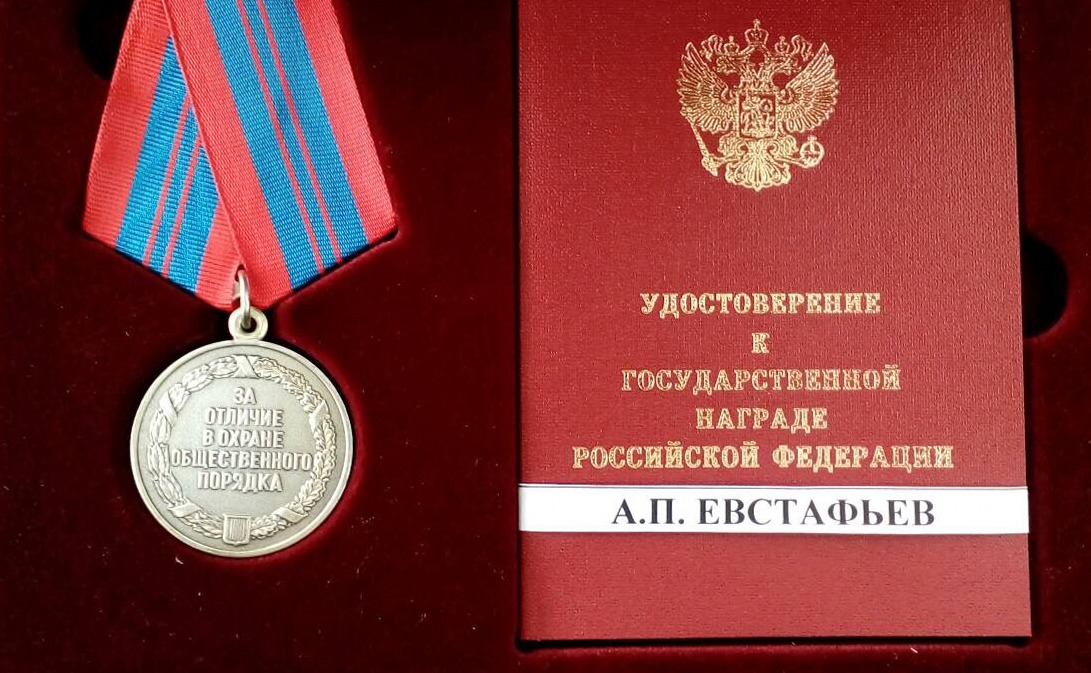 ЗА
ОТЛИЧИЕ
В ОХРАНЕ
ОБЩЕСТВЕННОГО
ПОРЯДКА
УДОСТОВЕРЕНИЕ
К
ГОСУДАРСТВЕННОЙ
НАГРАДЕ
РОССИЙСКОЙ ФЕДЕРАЦИИ
А.П. ЕВСТАФЬЕВ